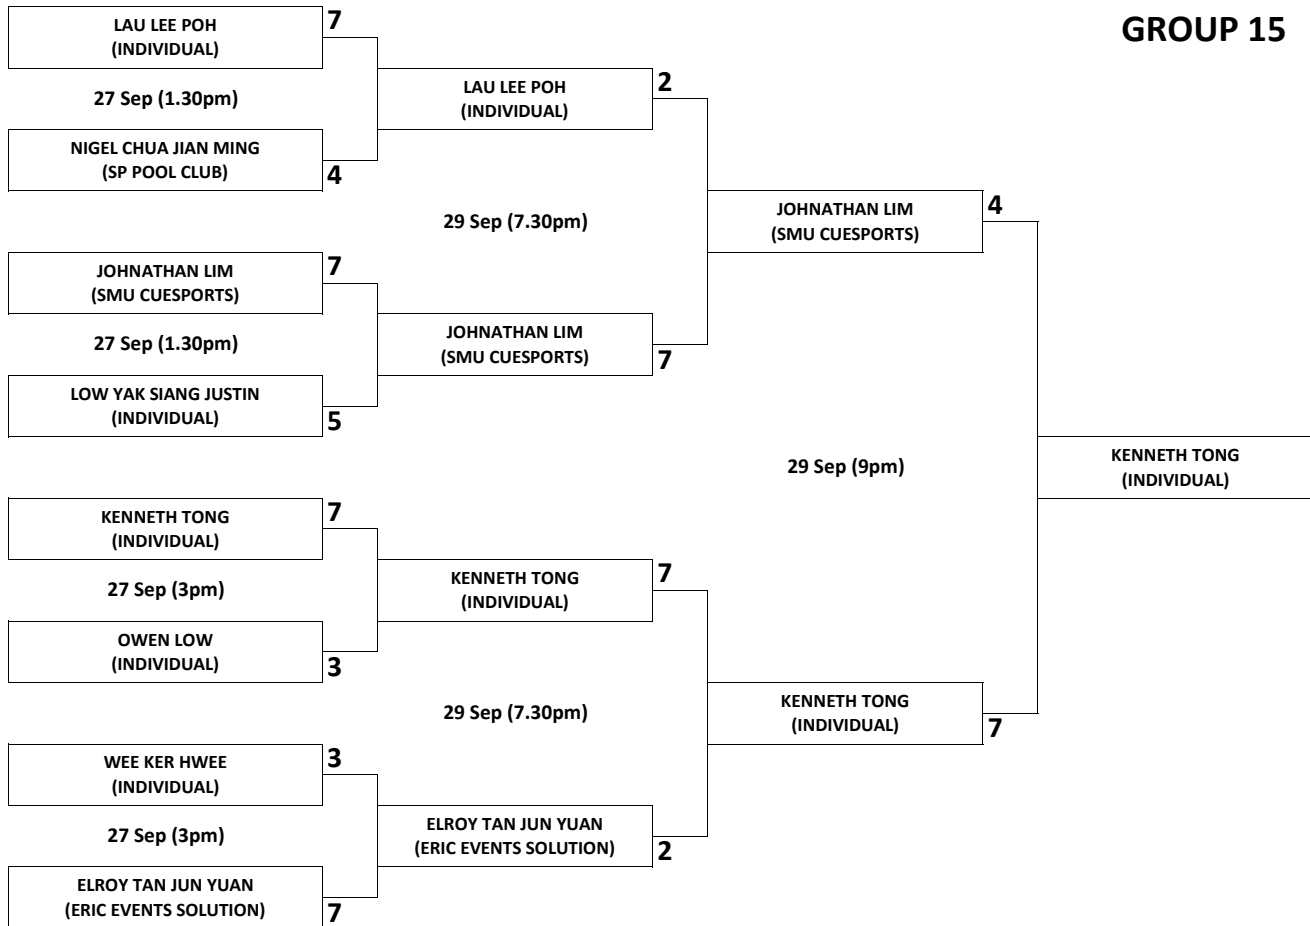 GROUP 15
LAU LEE POH
(INDIVIDUAL)
7
27 Sep (1.30pm)
NIGEL CHUA JIAN MING
(SP POOL CLUB)
4
JOHNATHAN LIM
(SMU CUESPORTS)
7
27 Sep (1.30pm)
LOW YAK SIANG JUSTIN
(INDIVIDUAL)
5
KENNETH TONG
(INDIVIDUAL)
7
27 Sep (3pm)
OWEN LOW
(INDIVIDUAL)
3
WEE KER HWEE
(INDIVIDUAL)
3
27 Sep (3pm)
ELROY TAN JUN YUAN
(ERIC EVENTS SOLUTION)
7
LAU LEE POH
(INDIVIDUAL)
2
29 Sep (7.30pm)
JOHNATHAN LIM
(SMU CUESPORTS)
7
KENNETH TONG
(INDIVIDUAL)
7
29 Sep (7.30pm)
ELROY TAN JUN YUAN
(ERIC EVENTS SOLUTION)
2
JOHNATHAN LIM
(SMU CUESPORTS)
4
29 Sep (9pm)
KENNETH TONG
(INDIVIDUAL)
7
KENNETH TONG
(INDIVIDUAL)